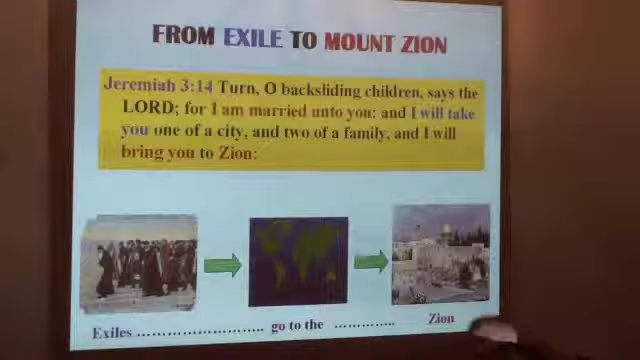 FROM EXILE TO MOUNT ZION
Jeremiah 3:14 Turn, O backsliding children, says the
LORD; for I am married unto you: and I will take
you one of a city, and two of a family, and I will
bring you to Zion:
Exiles ........................ go to the .............. Zion